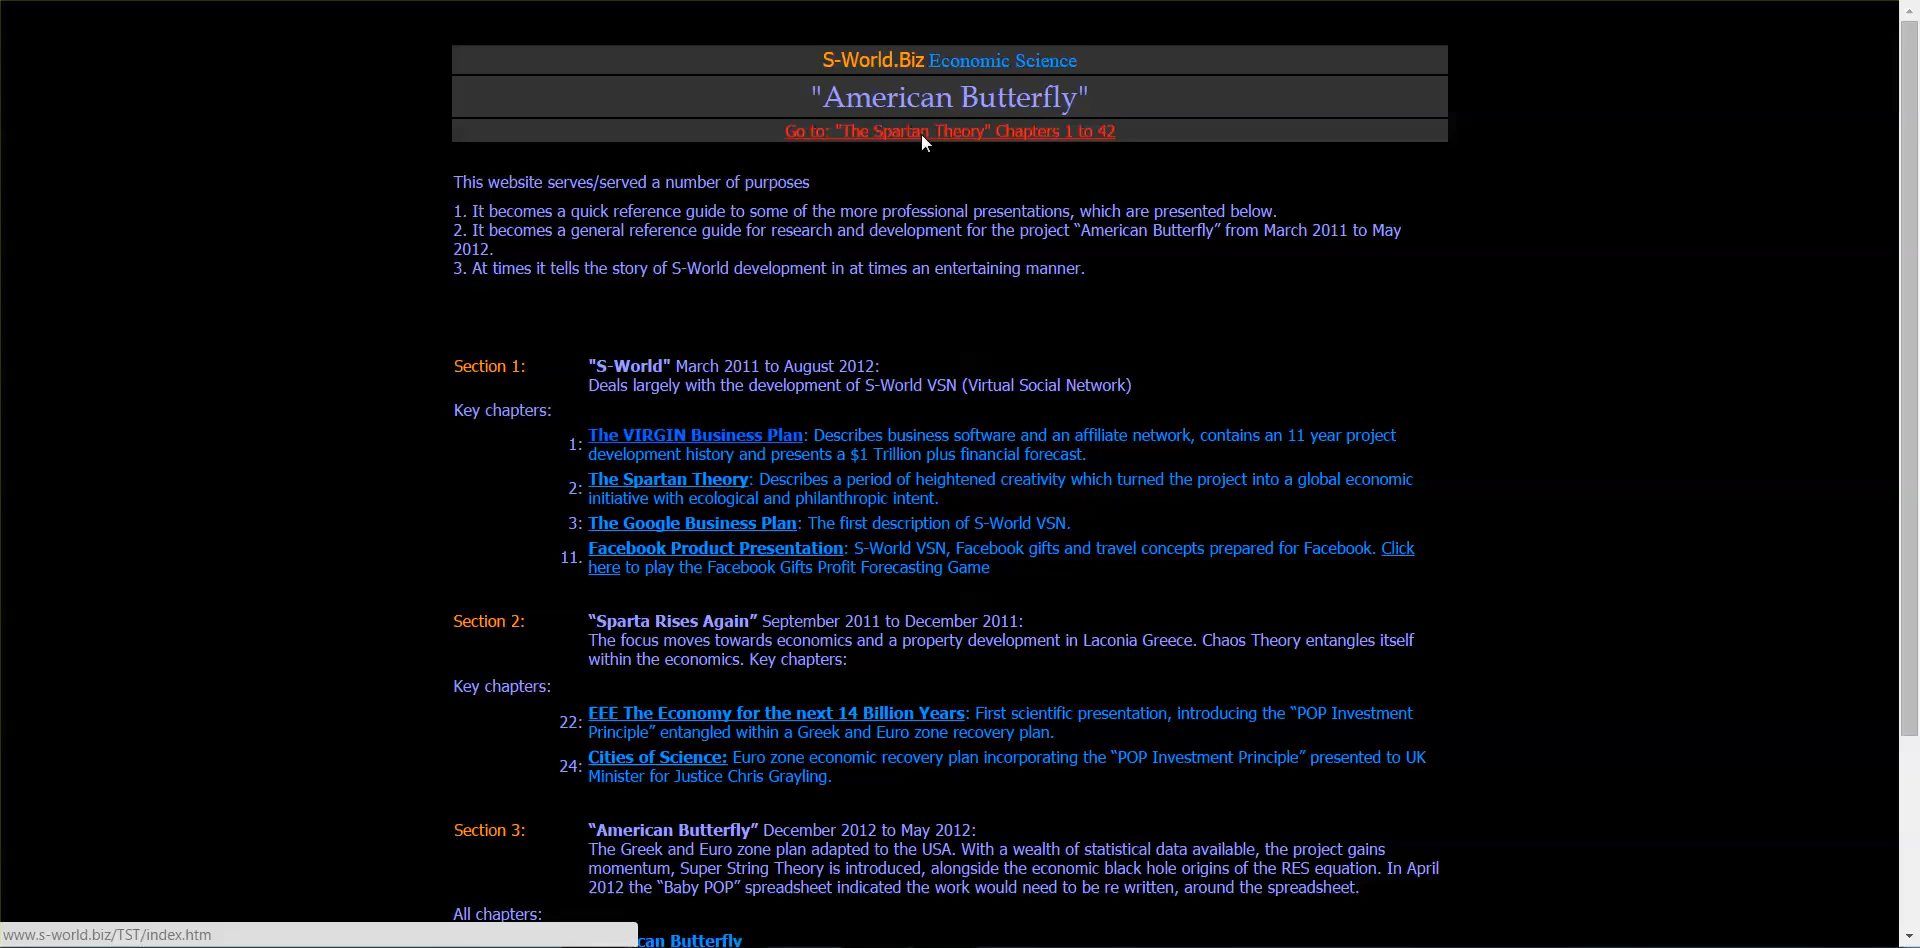 S-World.Biz Economic Science
"American Butterfly"
Go to: "The Spartan Theory" Chapters 1 to 42
This website serves/served a number of purposes
1. It becomes a quick reference guide to some of the more professional presentations, which are presented below.
2. It becomes a general reference guide for research and development for the project “American Butterfly” from March 2011 to May
2012.
3. At times it tells the story of S-World development in at times an entertaining manner.
Section 1: "S-World" March 2011 to August 2012:
Deals largely with the development of S-World VSN (Virtual Social Network)
Key chapters:
1: The VIRGIN Business Plan: Describes business software and an affiliate network, contains an 11 year project
development history and presents a $1 Trillion plus financial forecast.
2: The Spartan Theory: Describes a period of heightened creativity which turned the project into a global economic
initiative with ecological and philanthropic intent.
3: The Google Business Plan: The first description of S-World VSN.
11. Facebook Product Presentation: S-World VSN, Facebook gifts and travel concepts prepared for Facebook. Click
here to play the Facebook Gifts Profit Forecasting Game
Section 2: “Sparta Rises Again” September 2011 to December 2011:
The focus moves towards economics and a property development in Laconia Greece. Chaos Theory entangles itself
within the economics. Key chapters:
Key chapters:
22: EEE The Economy for the next 14 Billion Years: First scientific presentation, introducing the “POP Investment
Principle” entangled within a Greek and Euro zone recovery plan.
24: Cities of Science: Euro zone economic recovery plan incorporating the “POP Investment Principle” presented to UK
Minister for Justice Chris Grayling.
Section 3: “American Butterfly” December 2012 to May 2012:
The Greek and Euro zone plan adapted to the USA. With a wealth of statistical data available, the project gains
momentum, Super String Theory is introduced, alongside the economic black hole origins of the RES equation. In April
2012 the “Baby POP” spreadsheet indicated the work would need to be re written, around the spreadsheet.
All chapters:
can Butterfly
www.s-world.biz/TST/index.htm